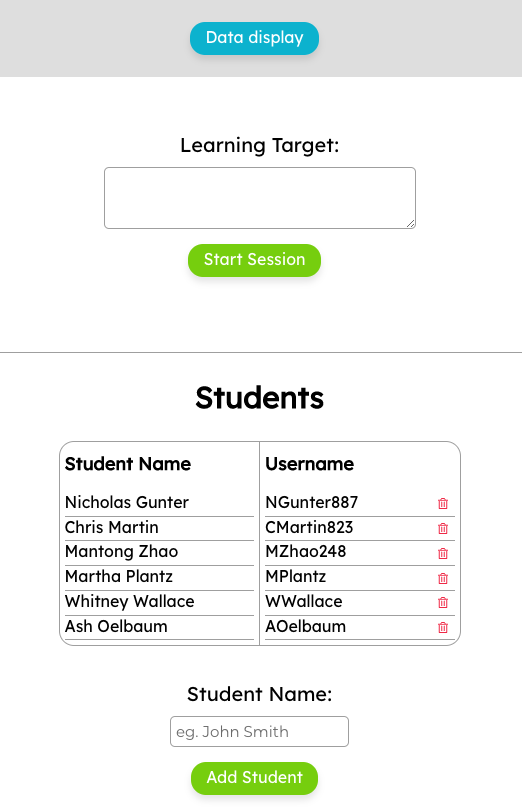 Data display
Learning Target:
Start Session
Students
Student Name Username
Nicholas Gunter NGunter887
Chris Martin CMartin823
Mantong Zhao MZhao248
Martha Plantz MPlantz
Whitney Wallace WWallace
Ash Oelbaum AOelbaum
Student Name:
eg. John Smith
Add Student